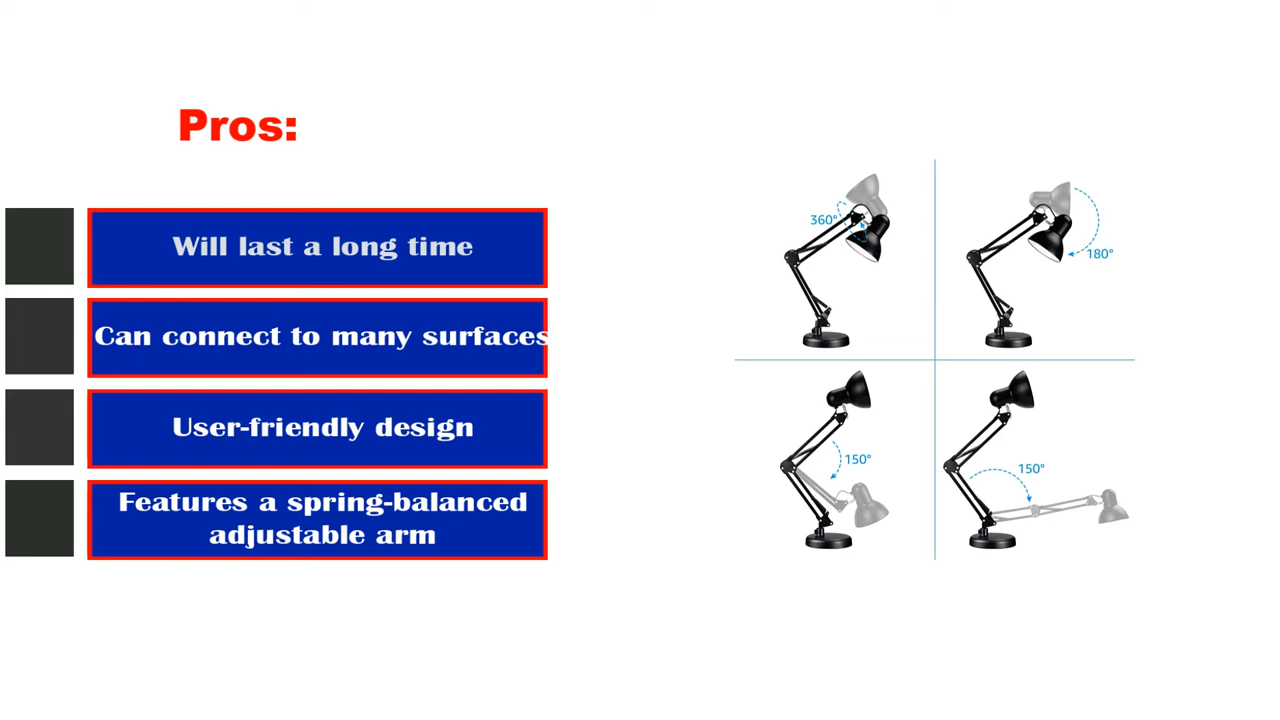 Pros:
Will last a long time
Can connect to many surfaces
User-friendly design
Features a spring-balanced
adjustable arm
360°
180°
150°
150°